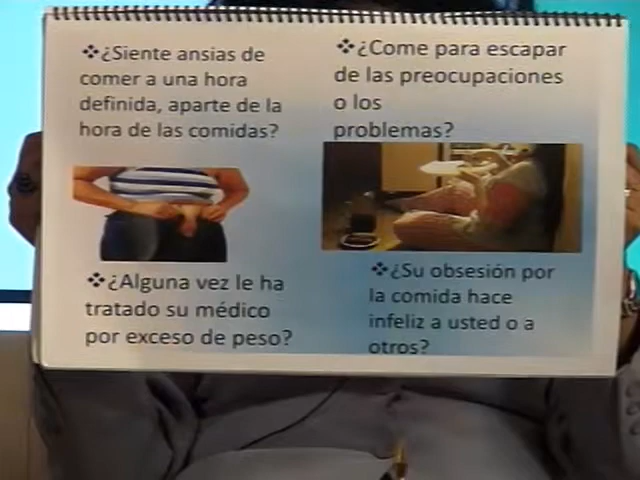 ❖¿Siente ansias de
comer a una hora
definida, aparte de la
hora de las comidas?
❖¿Come para escapar
de las preocupaciones
o los
problemas?
❖¿Alguna vez le ha
tratado su médico
por exceso de peso?
❖¿Su obsesión por
la comida hace
infeliz a usted o a
otros?